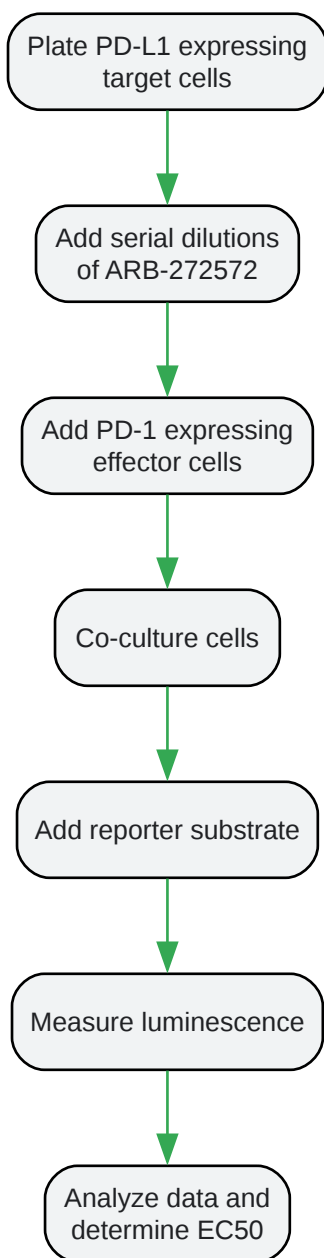 Plate PD-L1 expressing
target cells
Add serial dilutions
of ARB-272572
Add PD-1 expressing
effector cells
Co-culture cells
Add reporter substrate
Measure luminescence
Analyze data and
determine EC50